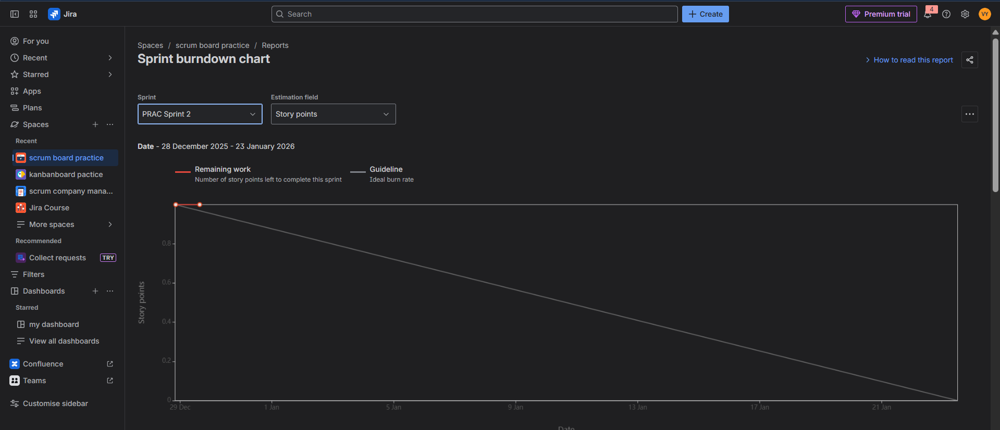 Jira
Search
Create
Premium trial
4
VY
For you
Recent
Starred
Apps
Plans
Spaces
Recent
scrum board practice
kanbanboard pactice
scrum company mana...
Jira Course
More spaces
Recommended
Collect requests TRY
Filters
Dashboards
Starred
my dashboard
View all dashboards
Confluence
Teams
Customise sidebar
Spaces / scrum board practice / Reports
Sprint burndown chart
How to read this report
Sprint
PRAC Sprint 2
Estimation field
Story points
Date - 28 December 2025 - 23 January 2026
Remaining work
Number of story points left to complete this sprint
Guideline
Ideal burn rate
Story points
0.8
0.6
0.4
0.2
0
29 Dec 1 Jan 5 Jan 9 Jan 13 Jan 17 Jan 21 Jan
Date